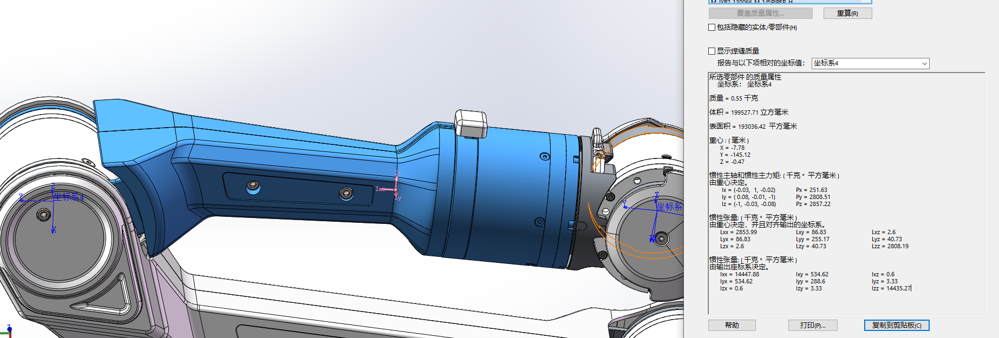 覆盖质量属性...
重算(R)
包括隐藏的实体/零部件(H)
显示焊缝质量
报告与以下项相对的坐标值： 坐标系4
所选零部件 的质量属性
坐标系： 坐标系4
质量 = 0.55 千克
体积 = 199527.71 立方毫米
表面积 = 193036.42 平方毫米
重心 : ( 毫米 )
X = -7.78
Y = -145.12
Z = -0.47
惯性主轴和惯性主力矩: ( 千克 * 平方毫米 )
由重心决定。
Ix = (-0.03, 1, -0.02) Px = 251.63
Iy = ( 0.08, -0.01, -1) Py = 2808.51
Iz = (-1, -0.03, -0.08) Pz = 2857.22
惯性张量: ( 千克 * 平方毫米 )
由重心决定，并且对齐输出的坐标系。
Lxx = 2853.99 Lxy = 86.83 Lxz = 2.6
Lyx = 86.83 Lyy = 255.17 Lyz = 40.73
Lzx = 2.6 Lzy = 40.73 Lzz = 2808.19
惯性张量: ( 千克 * 平方毫米 )
由输出座标系决定。
Ixx = 14447.88 Ixy = 534.62 Ixz = 0.6
Iyx = 534.62 Iyy = 288.6 Iyz = 3.33
Izx = 0.6 Izy = 3.33 Izz = 14435.27
帮助
打印(P)...
复制到剪贴板(C)
Z
Y
坐标系4
X
Ix
Iy
Y
坐标系
Z